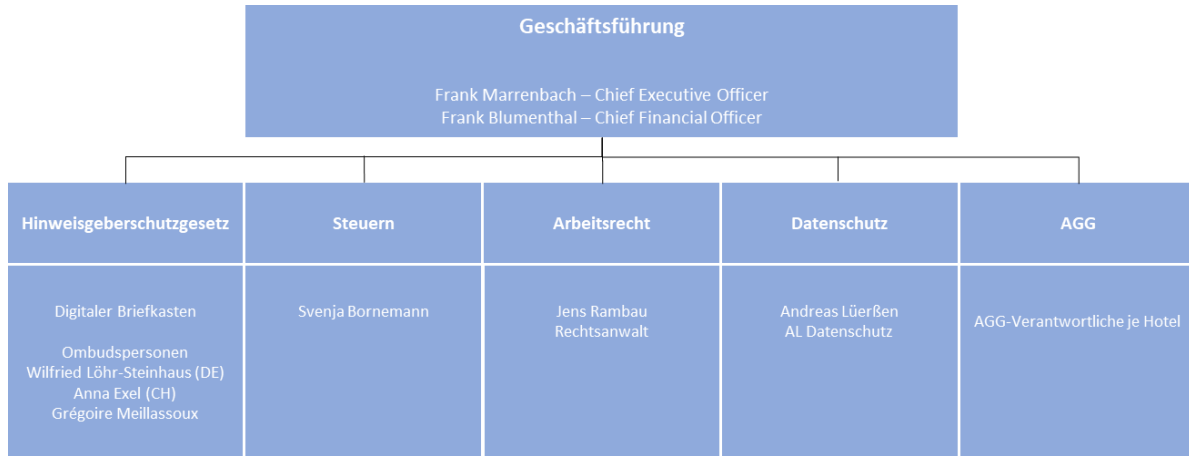 Geschäftsführung
Frank Marrenbach – Chief Executive Officer
Frank Blumenthal – Chief Financial Officer
Hinweisgeberschutzgesetz
Steuern
Arbeitsrecht
Datenschutz
AGG
Digitaler Briefkasten
Ombudspersonen
Wilfried Löhr-Steinhaus (DE)
Anna Exel (CH)
Grégoire Meillassoux
Svenja Bornemann
Jens Rambau
Rechtsanwalt
Andreas Lüerßen
AL Datenschutz
AGG-Verantwortliche je Hotel